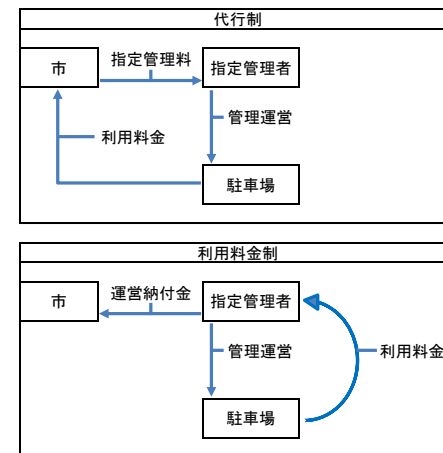 代行制
市
指定管理料
指定管理者
管理運営
利用料金
駐車場
利用料金制
市
運営納付金
指定管理者
管理運営
利用料金
駐車場